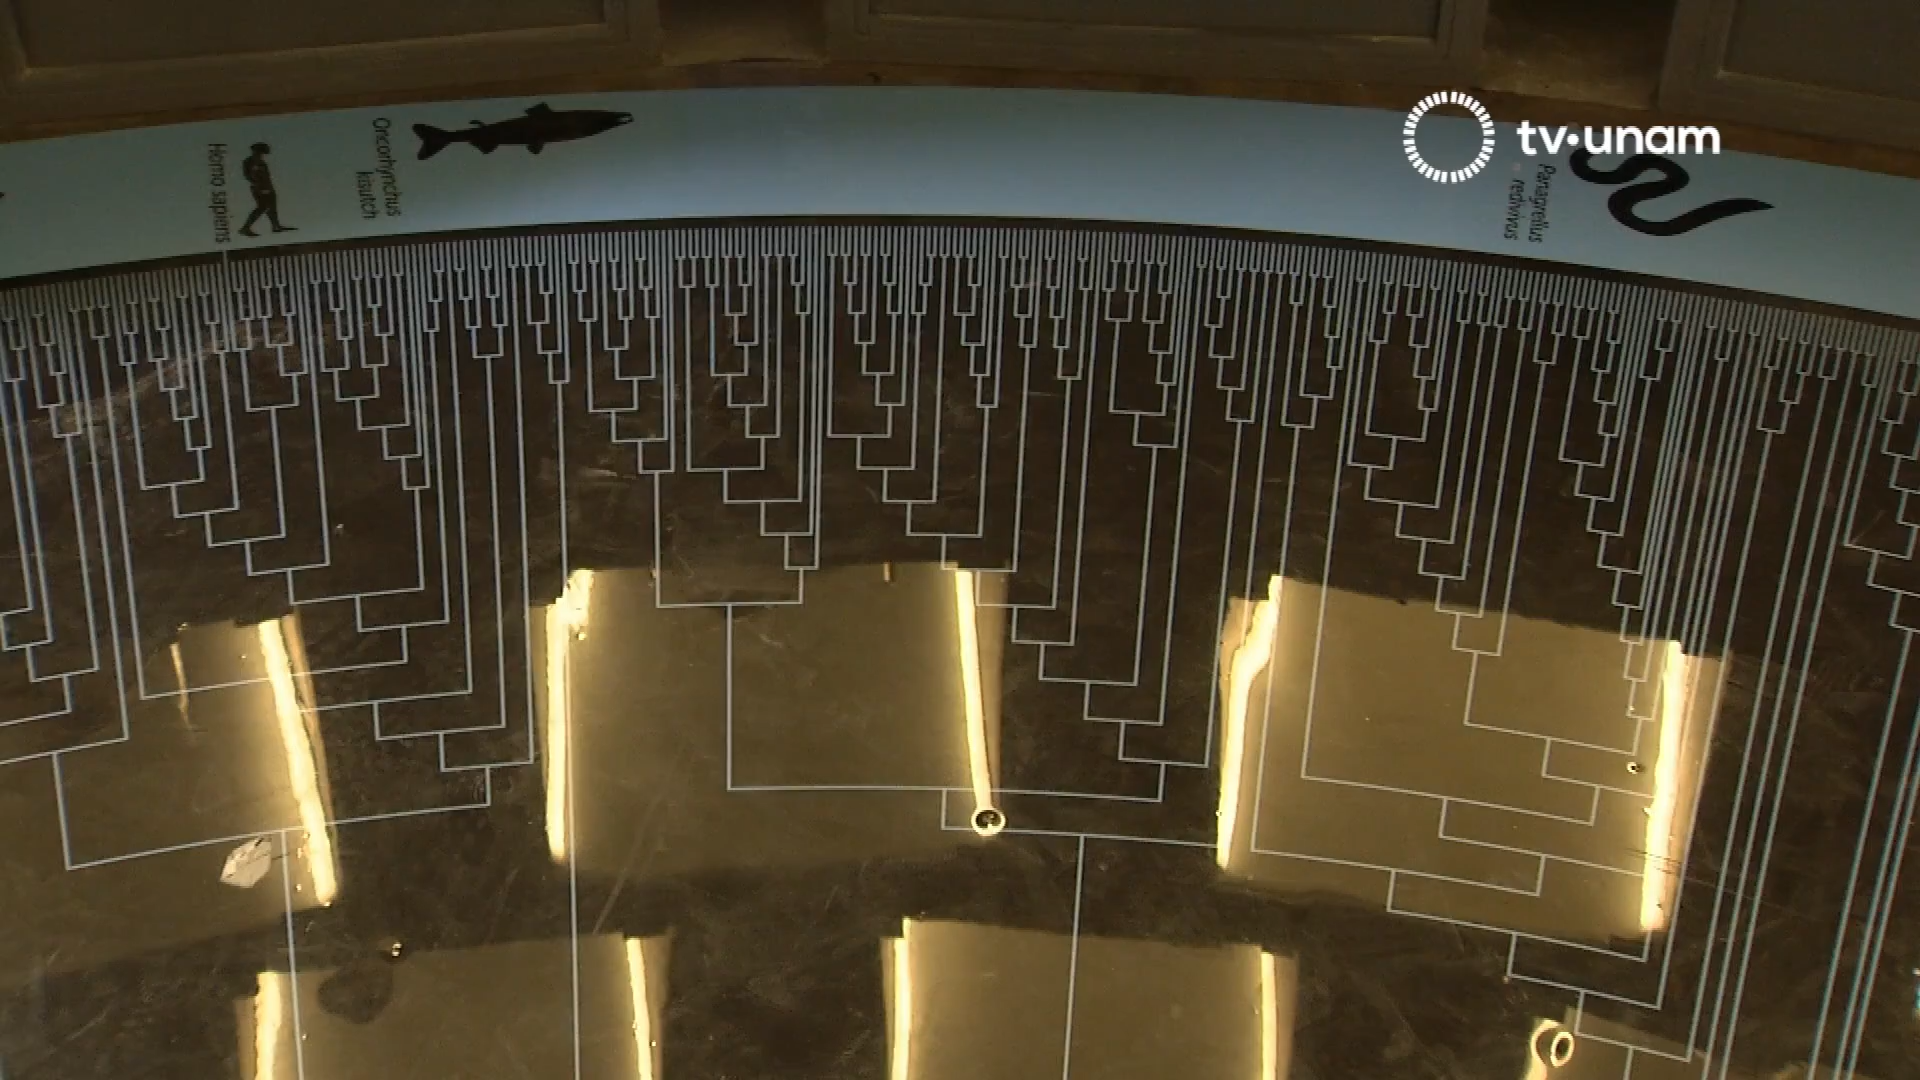 Homo sapiens
Oncorhynchus
kisutch
tv·unam
Panagrellus
redivivus